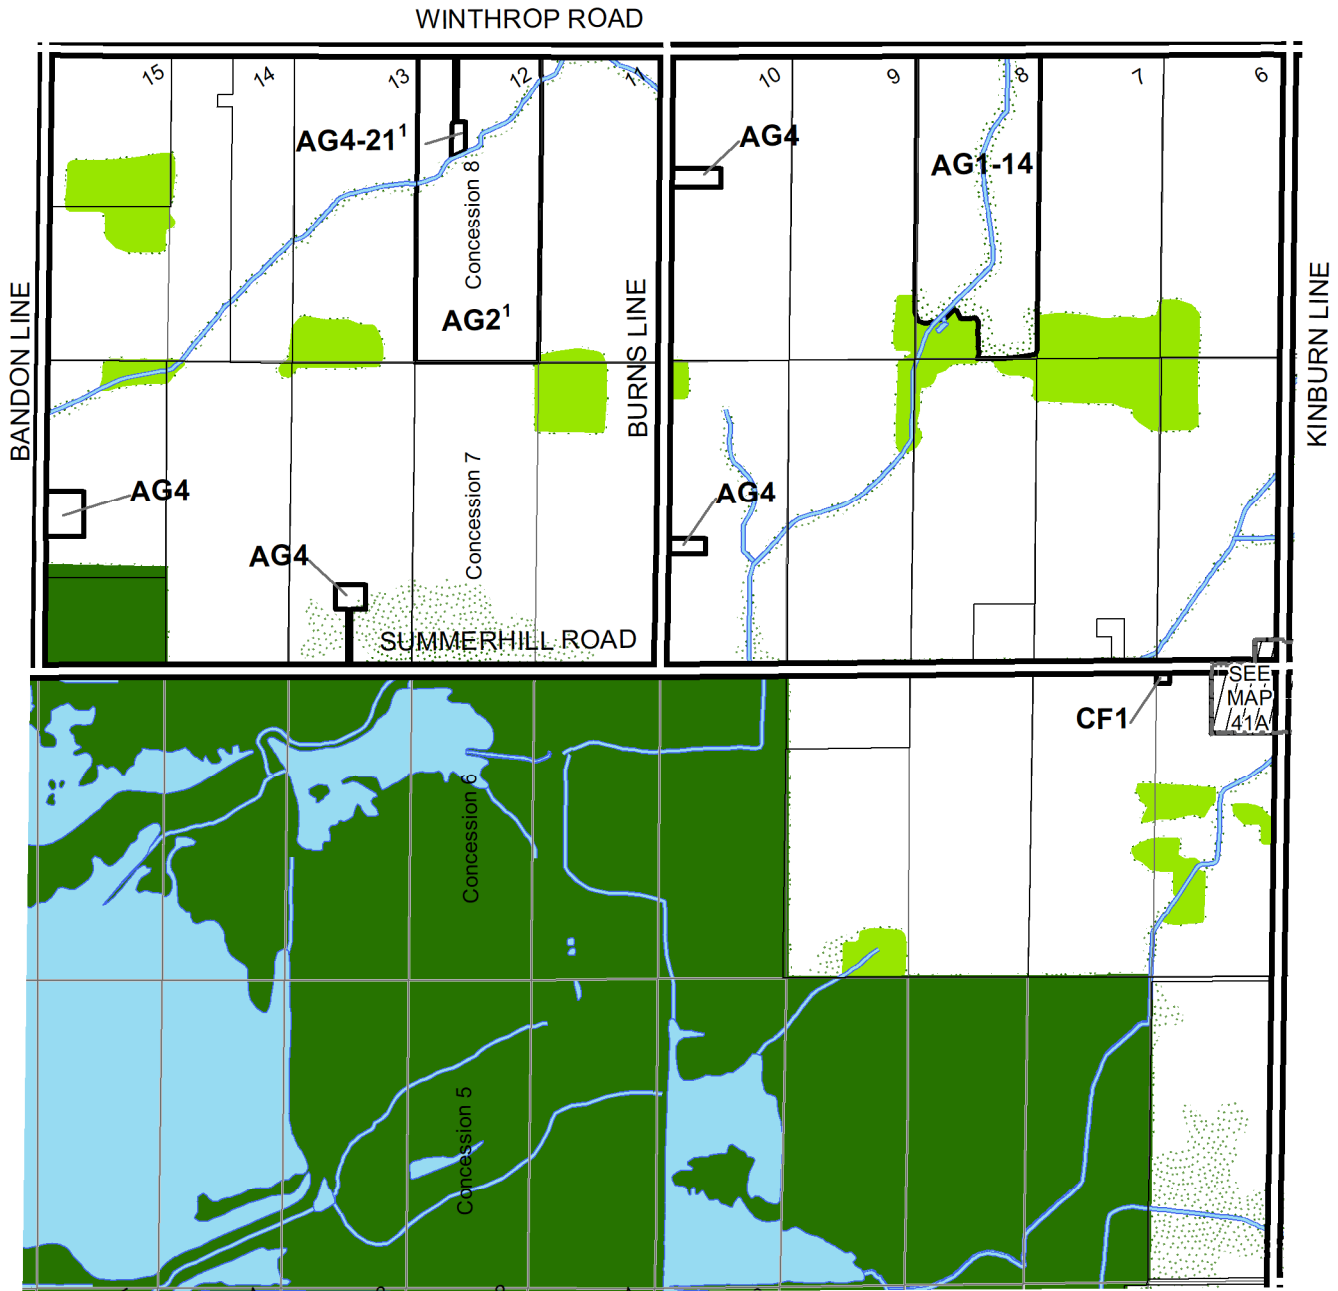 WINTHROP ROAD
15
14
13
12
11
10
9
8
7
6
AG4-21¹
AG4
AG1-14
Concession 8
AG2¹
BANDON LINE
BURNS LINE
KINBURN LINE
AG4
AG4
AG4
Concession 7
SUMMERHILL ROAD
SEE
MAP
41A
CF1
Concession 6
Concession 5